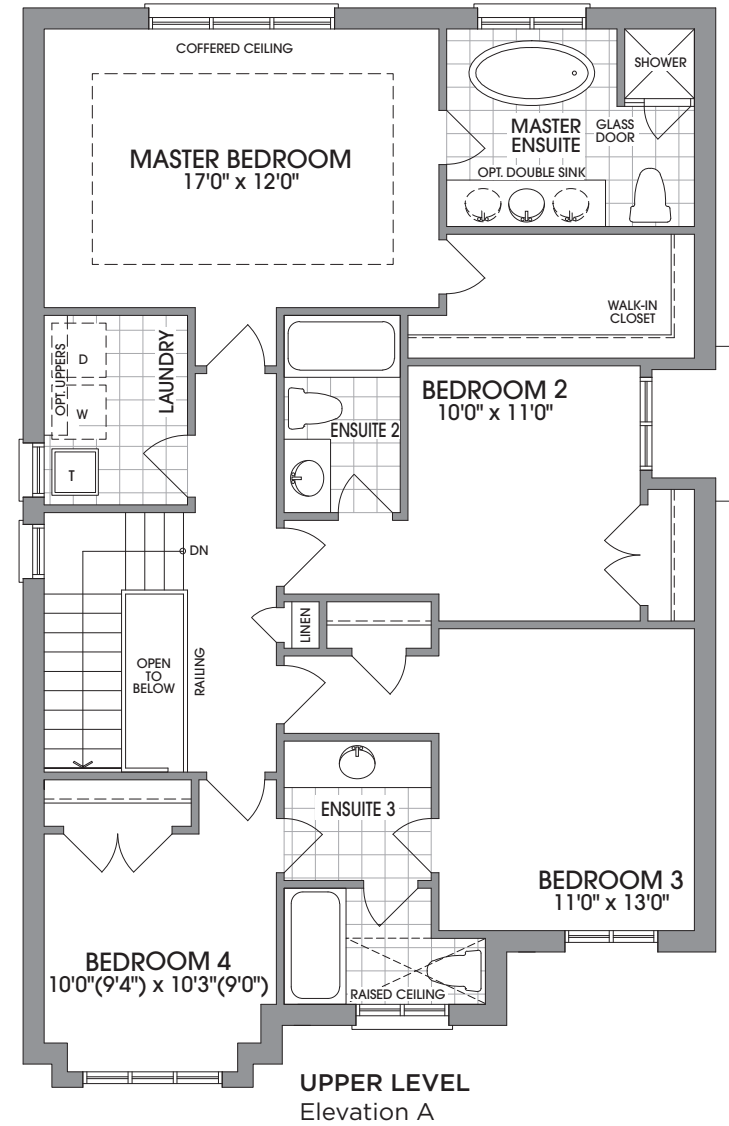 COFFERED CEILING
MASTER BEDROOM
17'0" x 12'0"
SHOWER
MASTER
ENSUITE
GLASS
DOOR
OPT. DOUBLE SINK
WALK-IN
CLOSET
OPT. UPPERS
D
W
T
LAUNDRY
ENSUITE 2
BEDROOM 2
10'0" x 11'0"
DN
OPEN
TO
BELOW
RAILING
LINEN
ENSUITE 3
BEDROOM 3
11'0" x 13'0"
BEDROOM 4
10'0"(9'4") x 10'3"(9'0")
RAISED CEILING
UPPER LEVEL
Elevation A